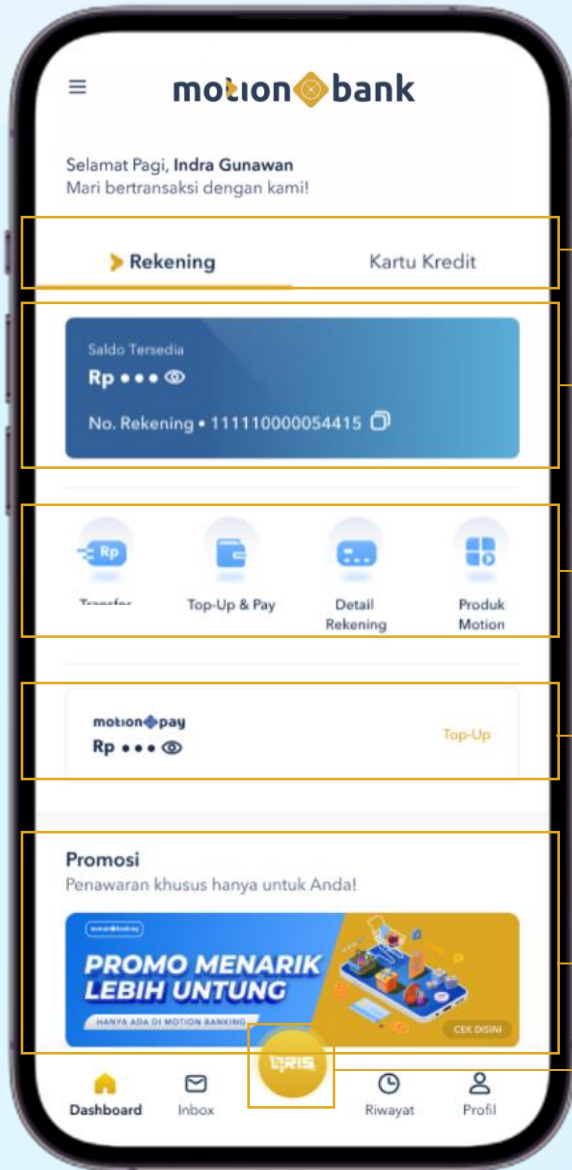 motion bank
Selamat Pagi, Indra Gunawan
Mari bertransaksi dengan kami!
Rekening
Kartu Kredit
Saldo Tersedia
Rp •••
No. Rekening • 111110000054415
Rp
Transfer
Top-Up & Pay
Detail
Rekening
Produk
Motion
motion pay
Rp •••
Top-Up
Promosi
Penawaran khusus hanya untuk Anda!
PROMO MENARIK
LEBIH UNTUNG
HANYA ADA DI MOTION BANKING
CEK DISINI
QRIS
Dashboard
Inbox
Riwayat
Profil